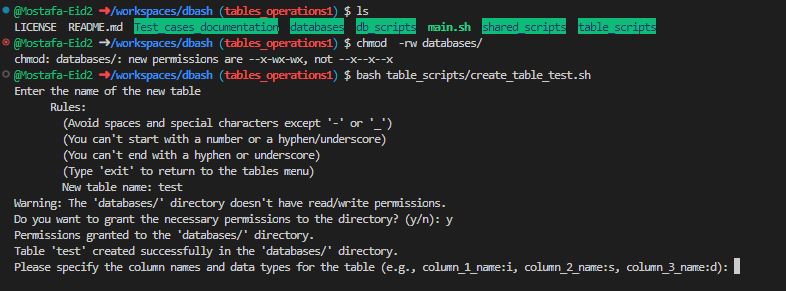 @Mostafa-Eid2 ➜/workspaces/dbash (tables_operations1) $ ls
LICENSE README.md Test_cases_documentation databases db_scripts main.sh shared_scripts table_scripts
@Mostafa-Eid2 ➜/workspaces/dbash (tables_operations1) $ chmod -rw databases/
chmod: databases/: new permissions are --x-wx-wx, not --x--x--x
@Mostafa-Eid2 ➜/workspaces/dbash (tables_operations1) $ bash table_scripts/create_table_test.sh
Enter the name of the new table
Rules:
(Avoid spaces and special characters except '-' or '_')
(You can't start with a number or a hyphen/underscore)
(You can't end with a hyphen or underscore)
(Type 'exit' to return to the tables menu)
New table name: test
Warning: The 'databases/' directory doesn't have read/write permissions.
Do you want to grant the necessary permissions to the directory? (y/n): y
Permissions granted to the 'databases/' directory.
Table 'test' created successfully in the 'databases/' directory.
Please specify the column names and data types for the table (e.g., column_1_name:i, column_2_name:s, column_3_name:d):